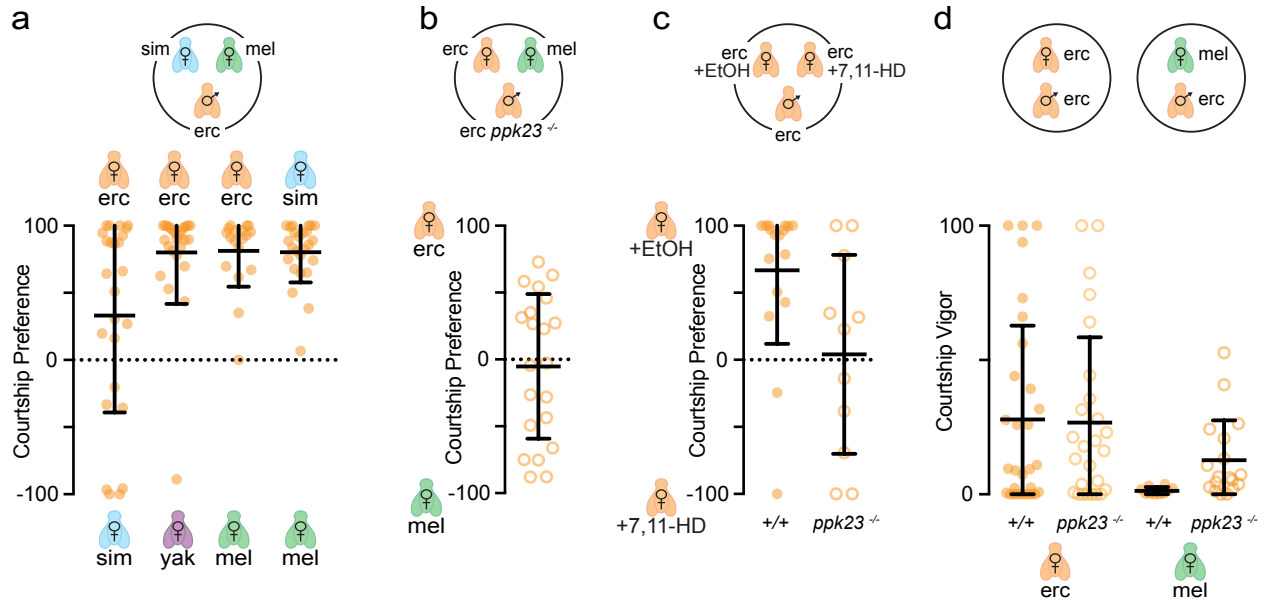 a
sim mel
erc
erc erc erc sim
Courtship Preference
100
0
-100
sim yak mel mel
b
erc mel
erc ppk23 -/-
erc
Courtship Preference
100
0
-100
mel
c
erc erc
+EtOH +7,11-HD
erc
+EtOH
Courtship Preference
100
0
-100
+7,11-HD
+/+ ppk23 -/-
d
erc mel
erc erc
Courtship Vigor
100
0
+/+ ppk23 -/- +/+ ppk23 -/-
erc mel